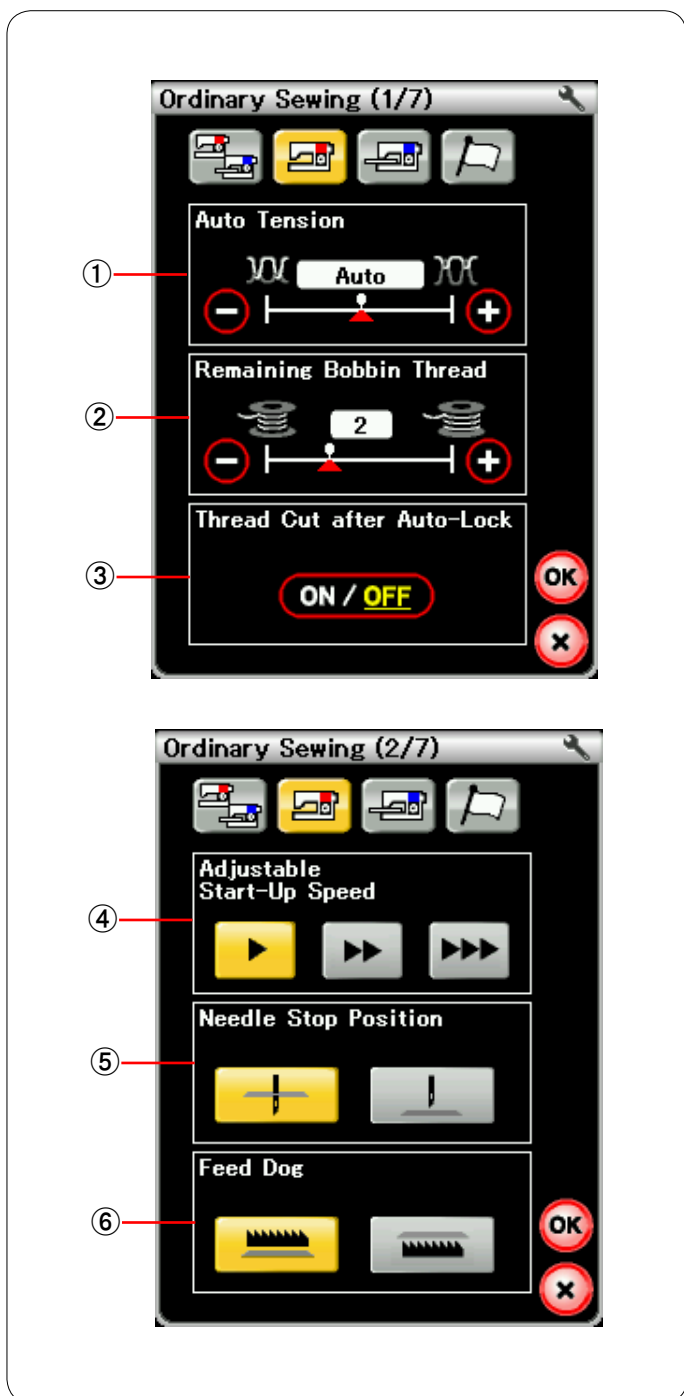 Ordinary Sewing (1/7)
Auto Tension
① Auto
Remaining Bobbin Thread
② 2
Thread Cut after Auto-Lock
③ ON / OFF
OK
Ordinary Sewing (2/7)
Adjustable
Start-Up Speed
④
Needle Stop Position
⑤
Feed Dog
⑥
OK